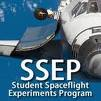 SSEP
Student Spaceflight
Experiments Program